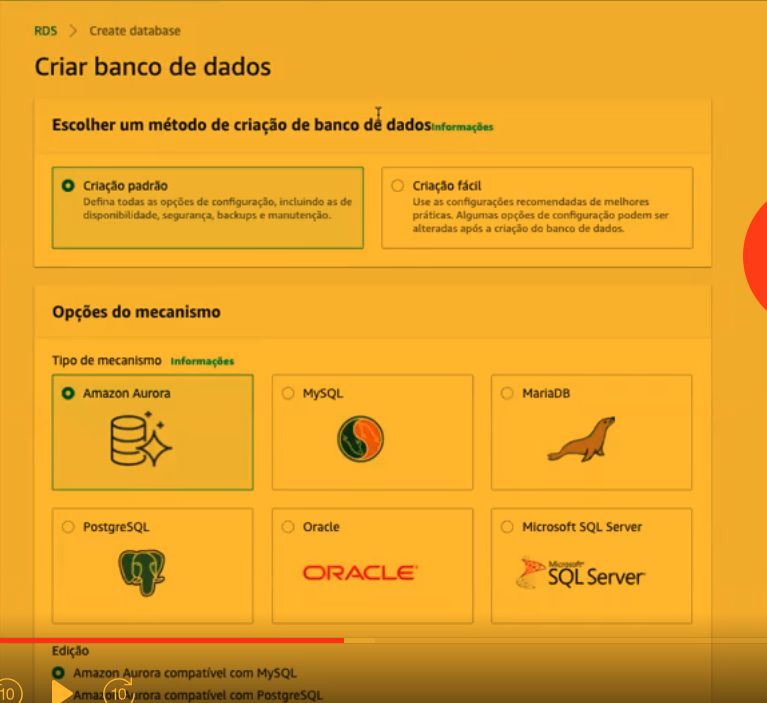 RDS > Create database
Criar banco de dados
Escolher um método de criação de banco de dados Informações
Criação padrão
Defina todas as opções de configuração, incluindo as de
disponibilidade, segurança, backups e manutenção.
Criação fácil
Use as configurações recomendadas de melhores
práticas. Algumas opções de configuração podem ser
alteradas após a criação do banco de dados.
Opções do mecanismo
Tipo de mecanismo Informações
Amazon Aurora
MySQL
MariaDB
PostgreSQL
Oracle
Microsoft SQL Server
ORACLE
Microsoft
SQL Server
Edição
Amazon Aurora compatível com MySQL
Amazon Aurora compatível com PostgreSQL
10
10